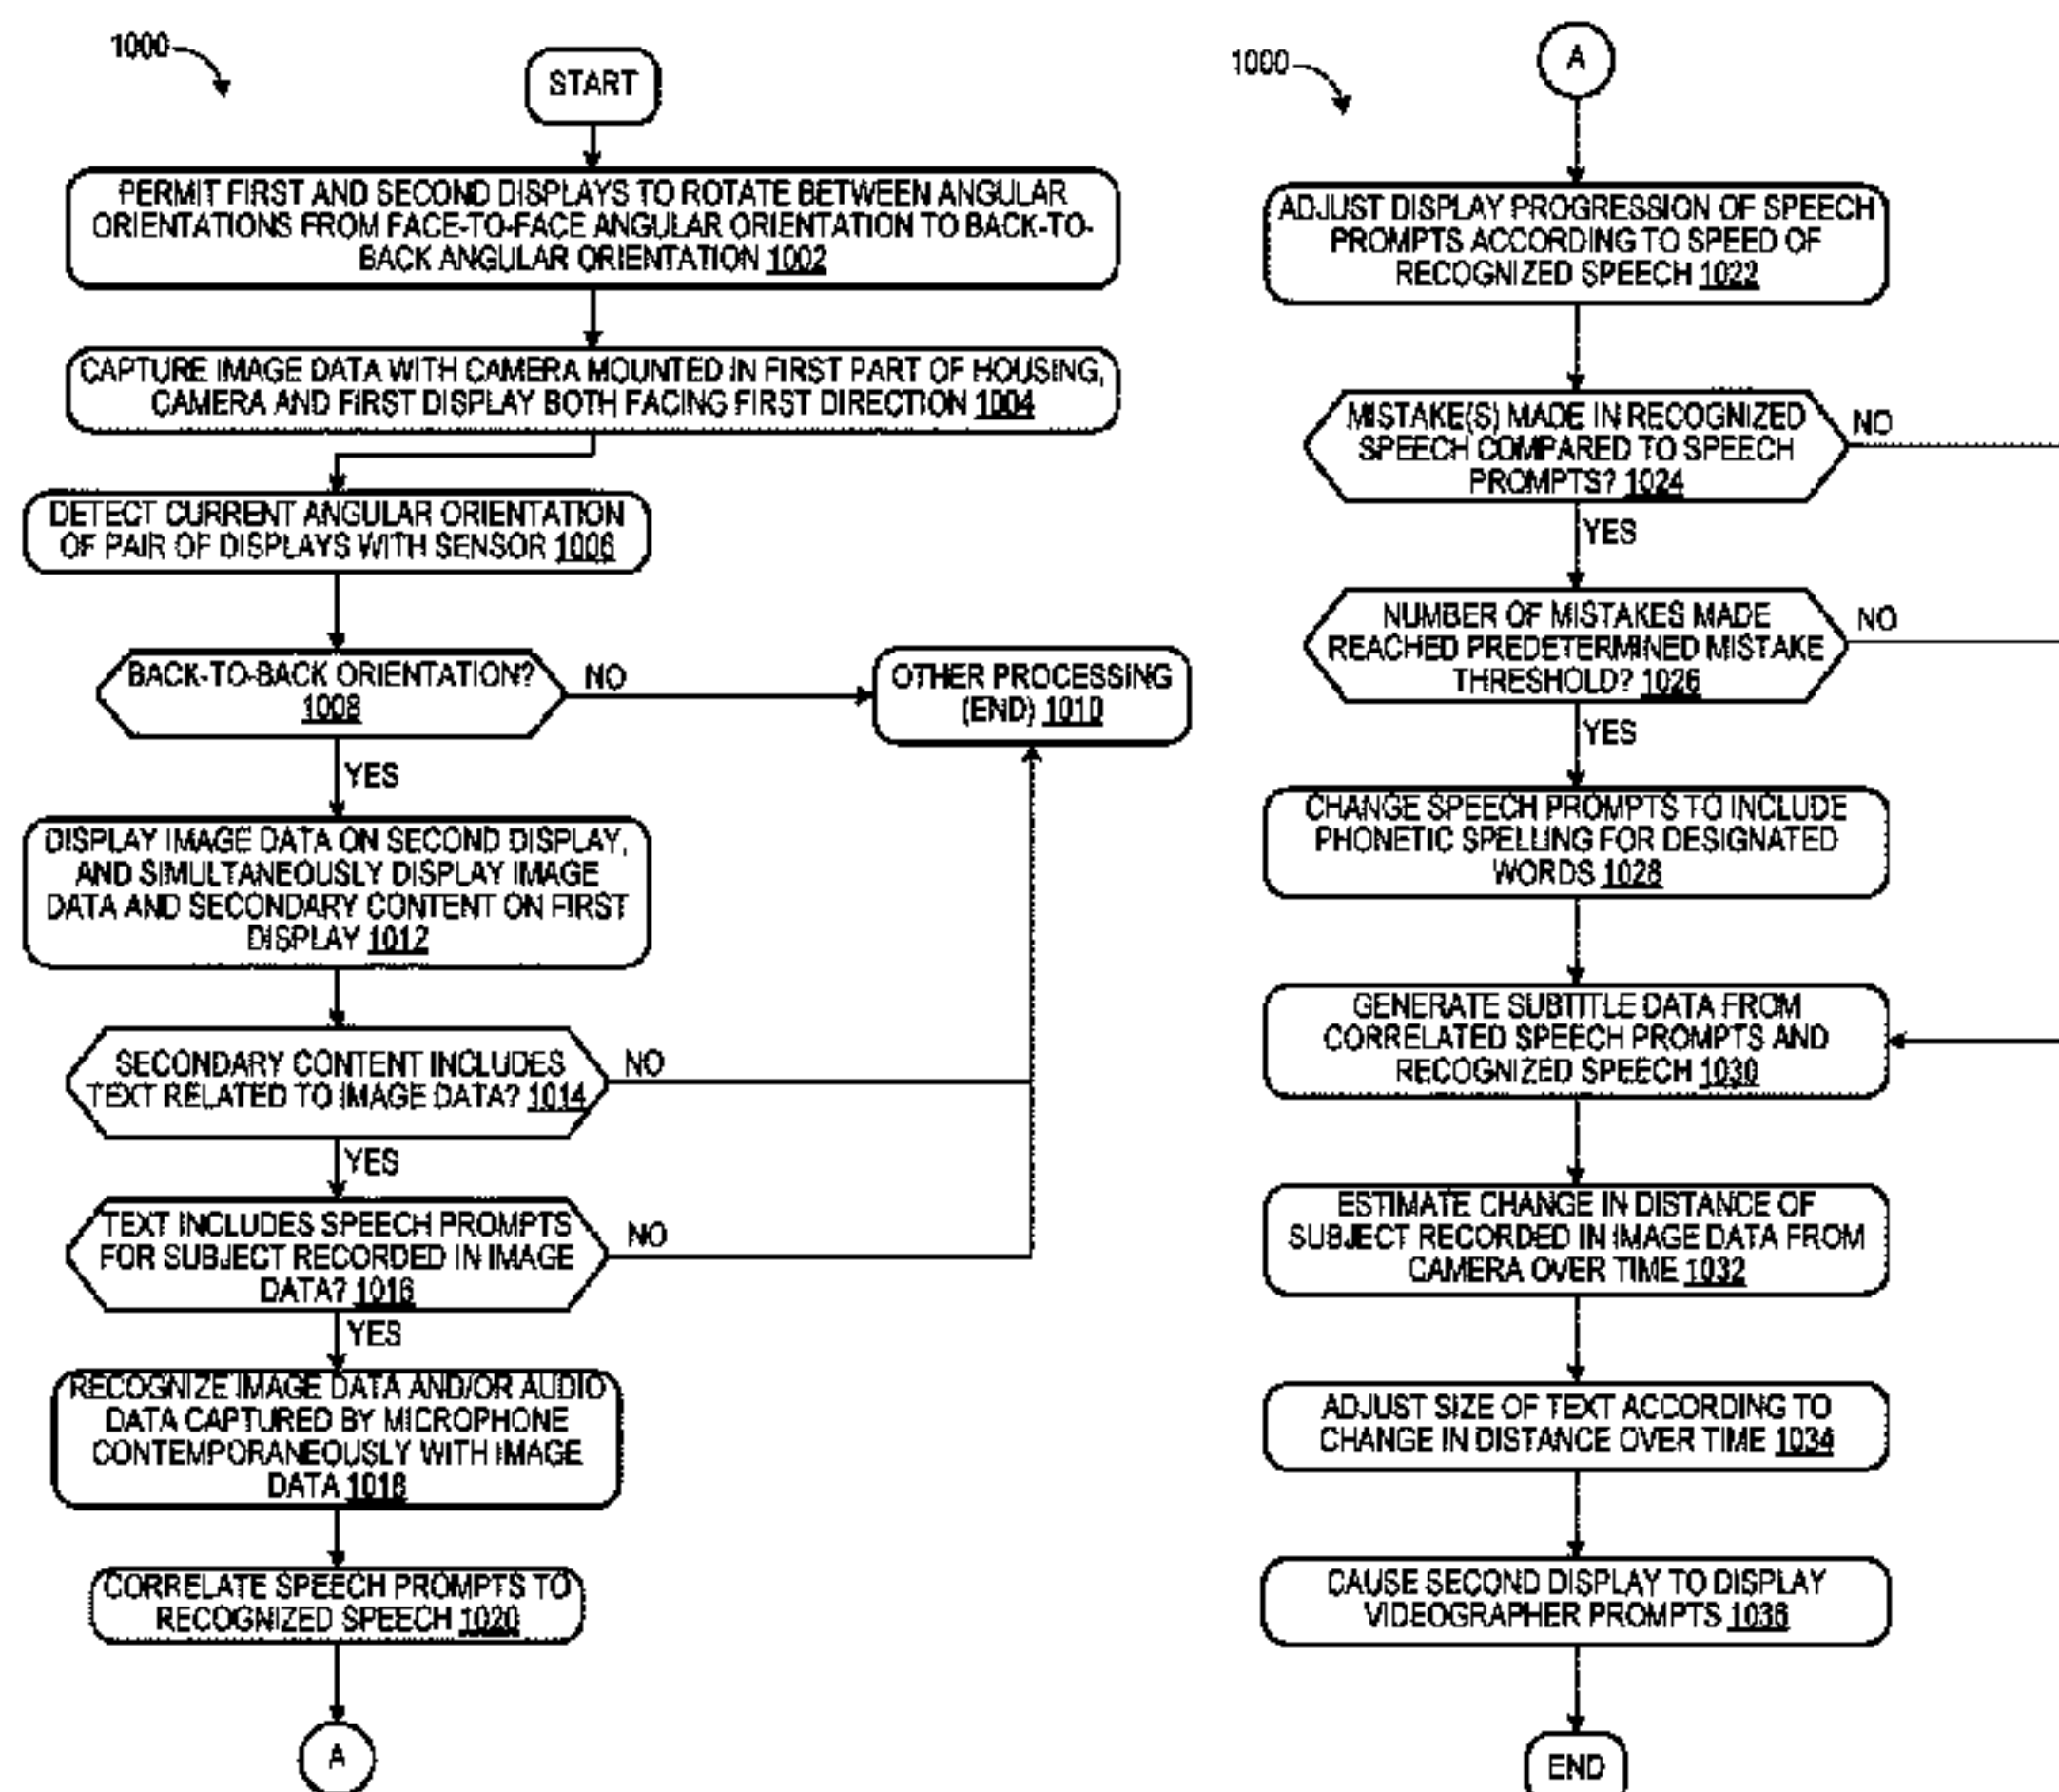 1000
START
PERMIT FIRST AND SECOND DISPLAYS TO ROTATE BETWEEN ANGULAR
ORIENTATIONS FROM FACE-TO-FACE ANGULAR ORIENTATION TO BACK-TO-
BACK ANGULAR ORIENTATION 1002
CAPTURE IMAGE DATA WITH CAMERA MOUNTED IN FIRST PART OF HOUSING,
CAMERA AND FIRST DISPLAY BOTH FACING FIRST DIRECTION 1004
DETECT CURRENT ANGULAR ORIENTATION
OF PAIR OF DISPLAYS WITH SENSOR 1006
BACK-TO-BACK ORIENTATION?
1008
NO
OTHER PROCESSING
(END) 1010
YES
DISPLAY IMAGE DATA ON SECOND DISPLAY,
AND SIMULTANEOUSLY DISPLAY IMAGE
DATA AND SECONDARY CONTENT ON FIRST
DISPLAY 1012
SECONDARY CONTENT INCLUDES
TEXT RELATED TO IMAGE DATA? 1014
NO
YES
TEXT INCLUDES SPEECH PROMPTS
FOR SUBJECT RECORDED IN IMAGE
DATA? 1016
NO
YES
RECOGNIZE IMAGE DATA AND/OR AUDIO
DATA CAPTURED BY MICROPHONE
CONTEMPORANEOUSLY WITH IMAGE
DATA 1018
CORRELATE SPEECH PROMPTS TO
RECOGNIZED SPEECH 1020
A
1000
A
ADJUST DISPLAY PROGRESSION OF SPEECH
PROMPTS ACCORDING TO SPEED OF
RECOGNIZED SPEECH 1022
MISTAKE(S) MADE IN RECOGNIZED
SPEECH COMPARED TO SPEECH
PROMPTS? 1024
NO
YES
NUMBER OF MISTAKES MADE
REACHED PREDETERMINED MISTAKE
THRESHOLD? 1026
NO
YES
CHANGE SPEECH PROMPTS TO INCLUDE
PHONETIC SPELLING FOR DESIGNATED
WORDS 1028
GENERATE SUBTITLE DATA FROM
CORRELATED SPEECH PROMPTS AND
RECOGNIZED SPEECH 1030
ESTIMATE CHANGE IN DISTANCE OF
SUBJECT RECORDED IN IMAGE DATA FROM
CAMERA OVER TIME 1032
ADJUST SIZE OF TEXT ACCORDING TO
CHANGE IN DISTANCE OVER TIME 1034
CAUSE SECOND DISPLAY TO DISPLAY
VIDEOGRAPHER PROMPTS 1036
END